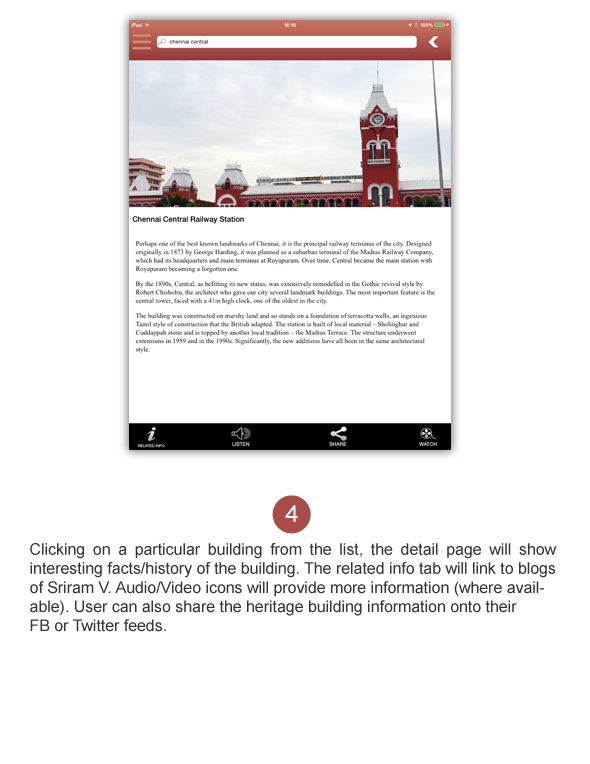 iPad 16:18 100%
chennai central
Chennai Central Railway Station
Perhaps one of the best known landmarks of Chennai, it is the principal railway terminus of the city. Designed
originally in 1873 by George Harding, it was planned as a suburban terminal of the Madras Railway Company,
which had its headquarters and main terminus at Royapuram. Over time, Central became the main station with
Royapuram becoming a forgotten one.
By the 1890s, Central, as befitting its new status, was extensively remodelled in the Gothic revival style by
Robert Chisholm, the architect who gave our city several landmark buildings. The most important feature is the
central tower, faced with a 41m high clock, one of the oldest in the city.
The building was constructed on marshy land and so stands on a foundation of terracotta wells, an ingenious
Tamil style of construction that the British adapted. The station is built of local material – Sholinghur and
Cuddappah stone and is topped by another local tradition – the Madras Terrace. The structure underwent
extensions in 1959 and in the 1990s. Significantly, the new additions have all been in the same architectural
style.
RELATED INFO LISTEN SHARE WATCH
4
Clicking on a particular building from the list, the detail page will show
interesting facts/history of the building. The related info tab will link to blogs
of Sriram V. Audio/Video icons will provide more information (where avail-
able). User can also share the heritage building information onto their
FB or Twitter feeds.